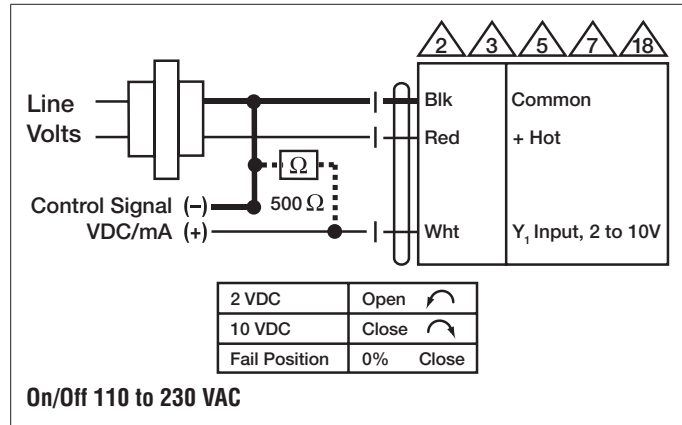 2 3 5 7 18
Line
Volts
Blk Common
Red + Hot
Ω
500 Ω
Control Signal (–)
VDC/mA (+)
Wht Y₁ Input, 2 to 10V
2 VDC Open
10 VDC Close
Fail Position 0% Close
On/Off 110 to 230 VAC